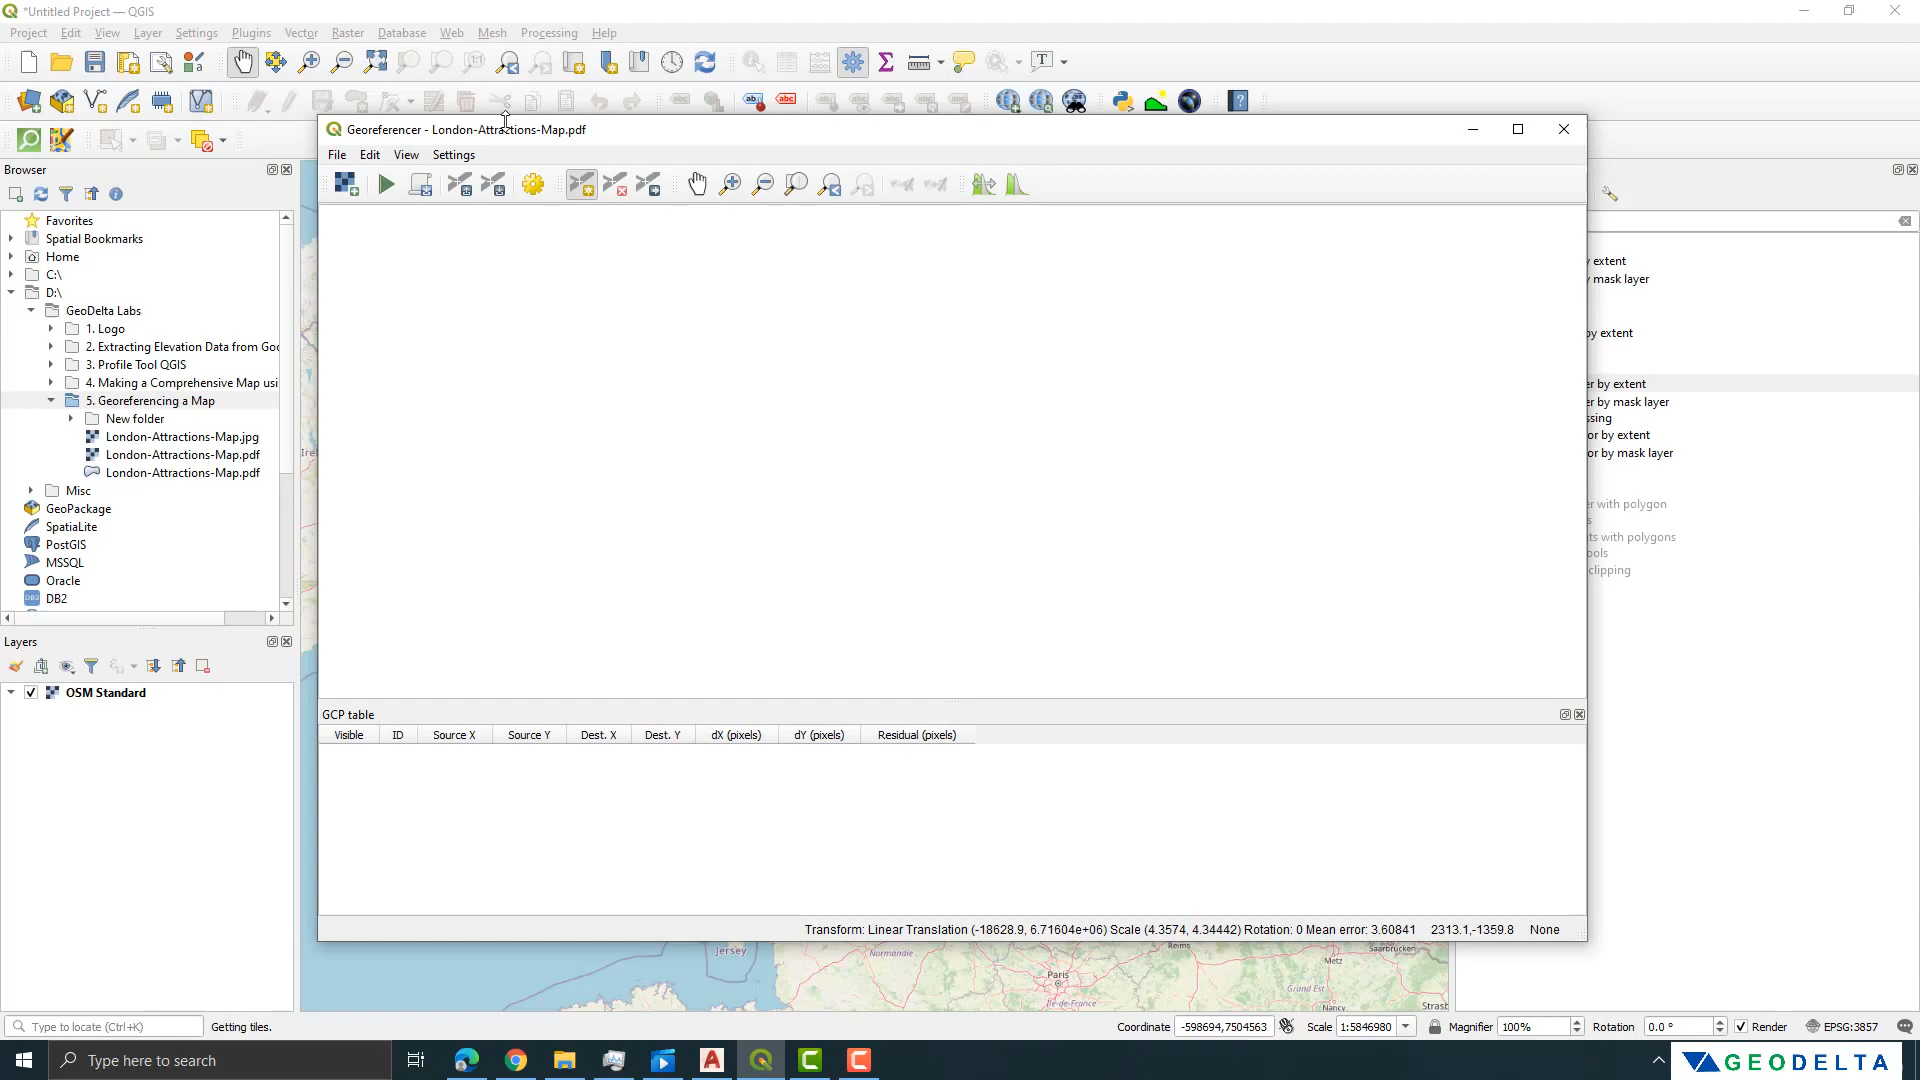 *Untitled Project — QGIS
Project Edit View Layer Settings Plugins Vector Raster Database Web Mesh Processing Help
Georeferencer - London-Attractions-Map.pdf
File Edit View Settings
Browser
Favorites
Spatial Bookmarks
Home
C:\
D:\
GeoDelta Labs
1. Logo
2. Extracting Elevation Data from Goo
3. Profile Tool QGIS
4. Making a Comprehensive Map usi
5. Georeferencing a Map
New folder
London-Attractions-Map.jpg
London-Attractions-Map.pdf
London-Attractions-Map.pdf
Misc
GeoPackage
SpatiaLite
PostGIS
MSSQL
Oracle
DB2
Layers
OSM Standard
GCP table
Visible ID Source X Source Y Dest. X Dest. Y dX (pixels) dY (pixels) Residual (pixels)
Transform: Linear Translation (-18628.9, 6.71604e+06) Scale (4.3574, 4.34442) Rotation: 0 Mean error: 3.60841 2313.1,-1359.8 None
y extent
y mask layer
by extent
er by extent
er by mask layer
ssing
or by extent
or by mask layer
er with polygon
s
ts with polygons
ools
clipping
Jersey
Normandie
Reims
Paris
Île-de-France
Metz
Saarbrücken
Grand Est
Nancy
Strast
Type to locate (Ctrl+K) Getting tiles. Coordinate -598694,7504563 Scale 1:5846980 Magnifier 100% Rotation 0.0 ° Render EPSG:3857
Type here to search
GEODELTA